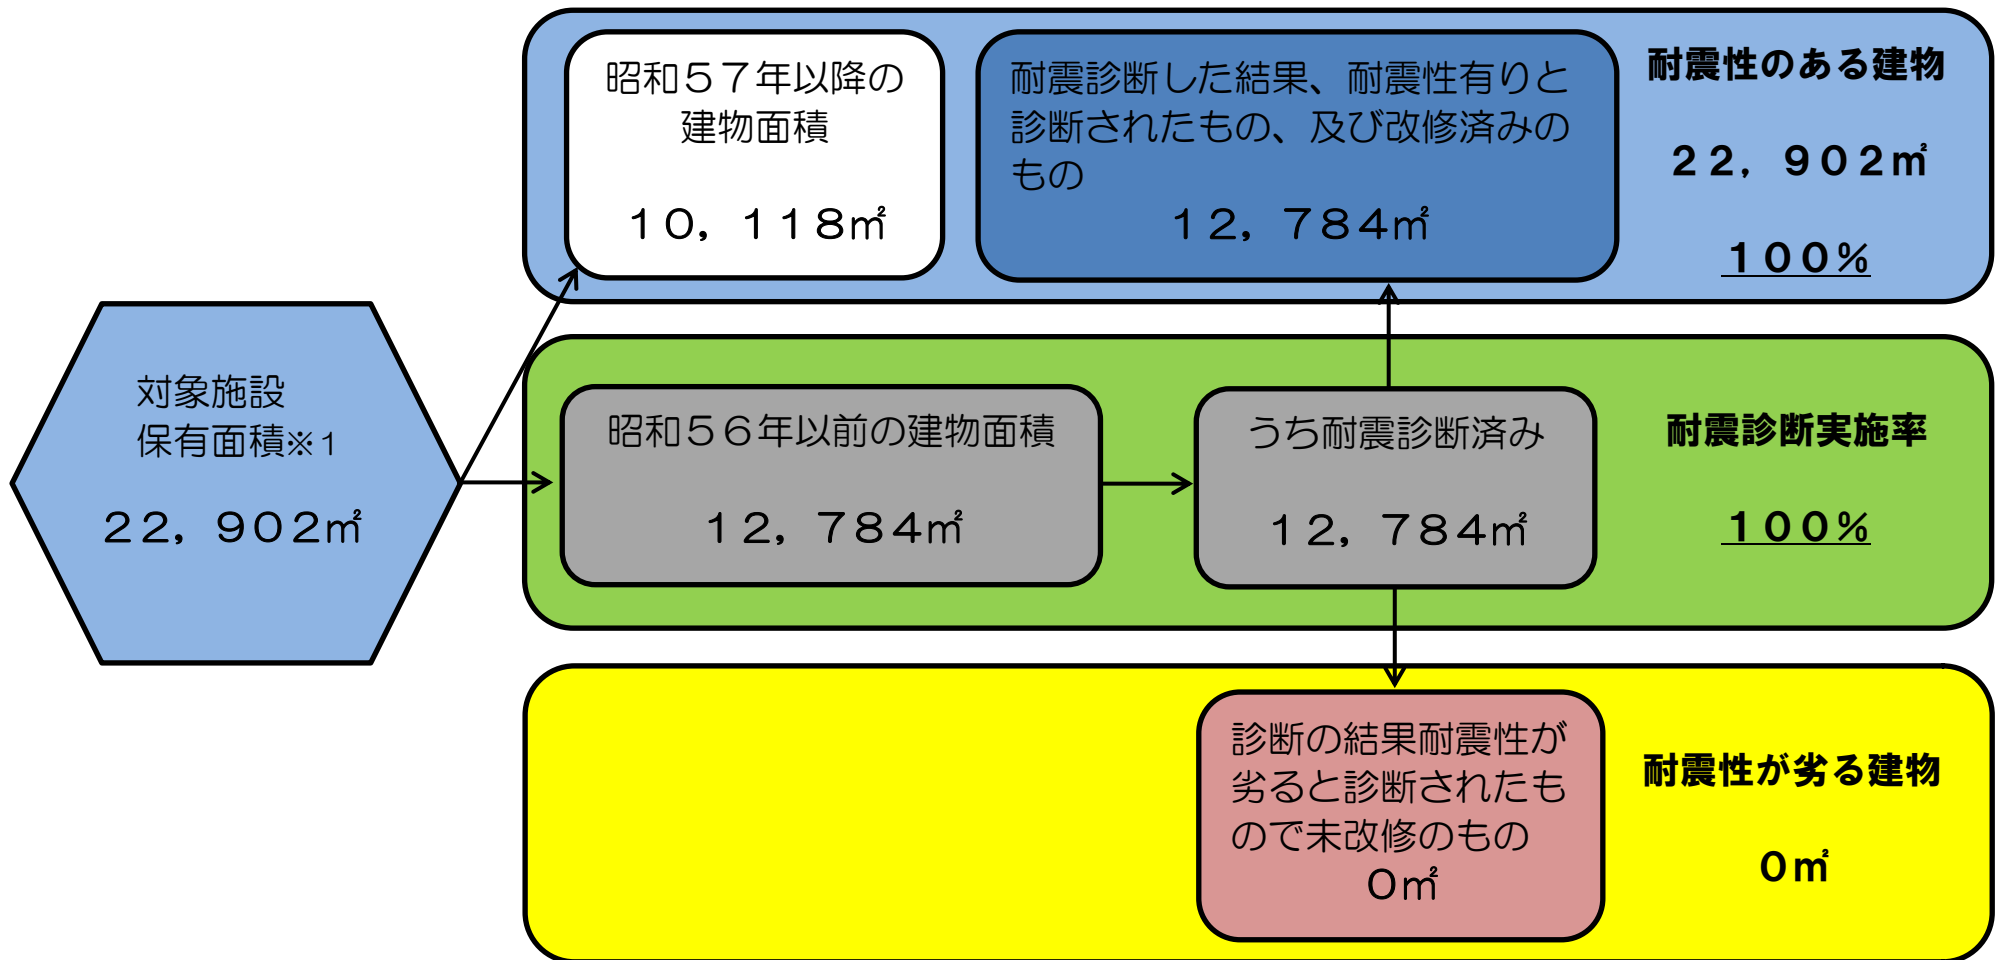 昭和５７年以降の
建物面積
１０，１１８㎡
耐震診断した結果、耐震性有りと
診断されたもの、及び改修済みの
もの
１２，７８４㎡
耐震性のある建物
２２，９０２㎡
１００％
対象施設
保有面積※1
２２，９０２㎡
昭和５６年以前の建物面積
１２，７８４㎡
うち耐震診断済み
１２，７８４㎡
耐震診断実施率
１００％
診断の結果耐震性が
劣ると診断されたも
ので未改修のもの
０㎡
耐震性が劣る建物
０㎡